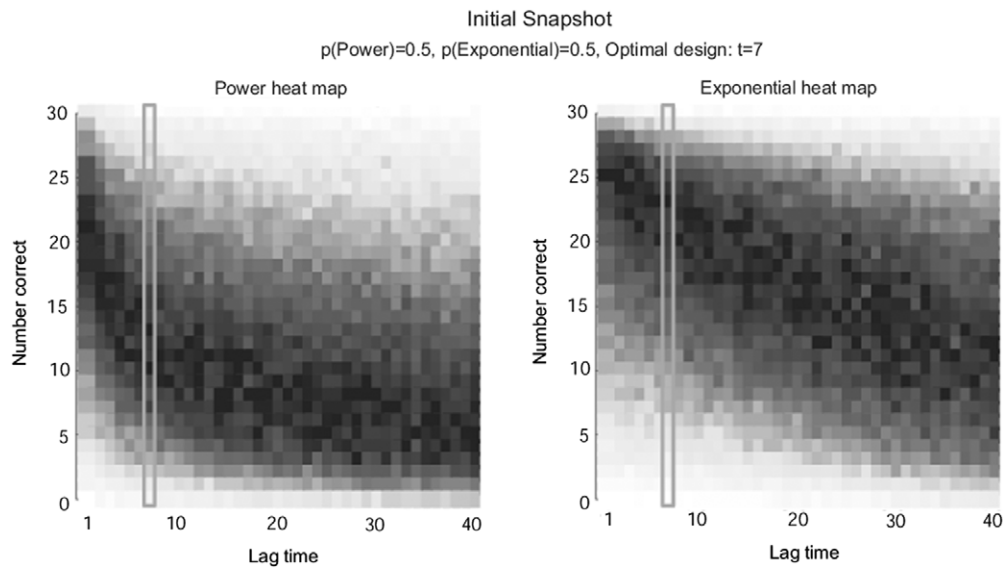 Initial Snapshot
p(Power)=0.5, p(Exponential)=0.5, Optimal design: t=7
Power heat map
30
25
20
15
10
5
0
Number correct
1 10 20 30 40
Lag time
Exponential heat map
30
25
20
15
10
5
0
Number correct
1 10 20 30 40
Lag time